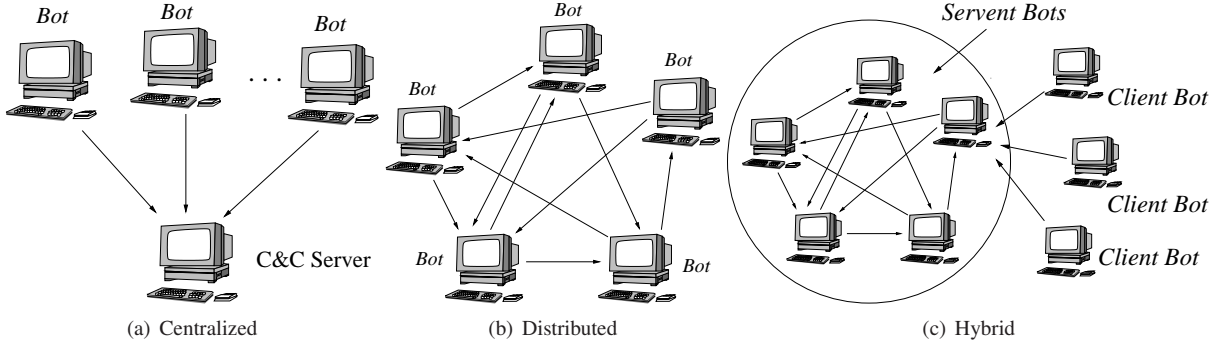 Bot
Bot
Bot
. . .
C&C Server
(a) Centralized
Bot
Bot
Bot
Bot
Bot
(b) Distributed
Servent Bots
Client Bot
Client Bot
Client Bot
(c) Hybrid